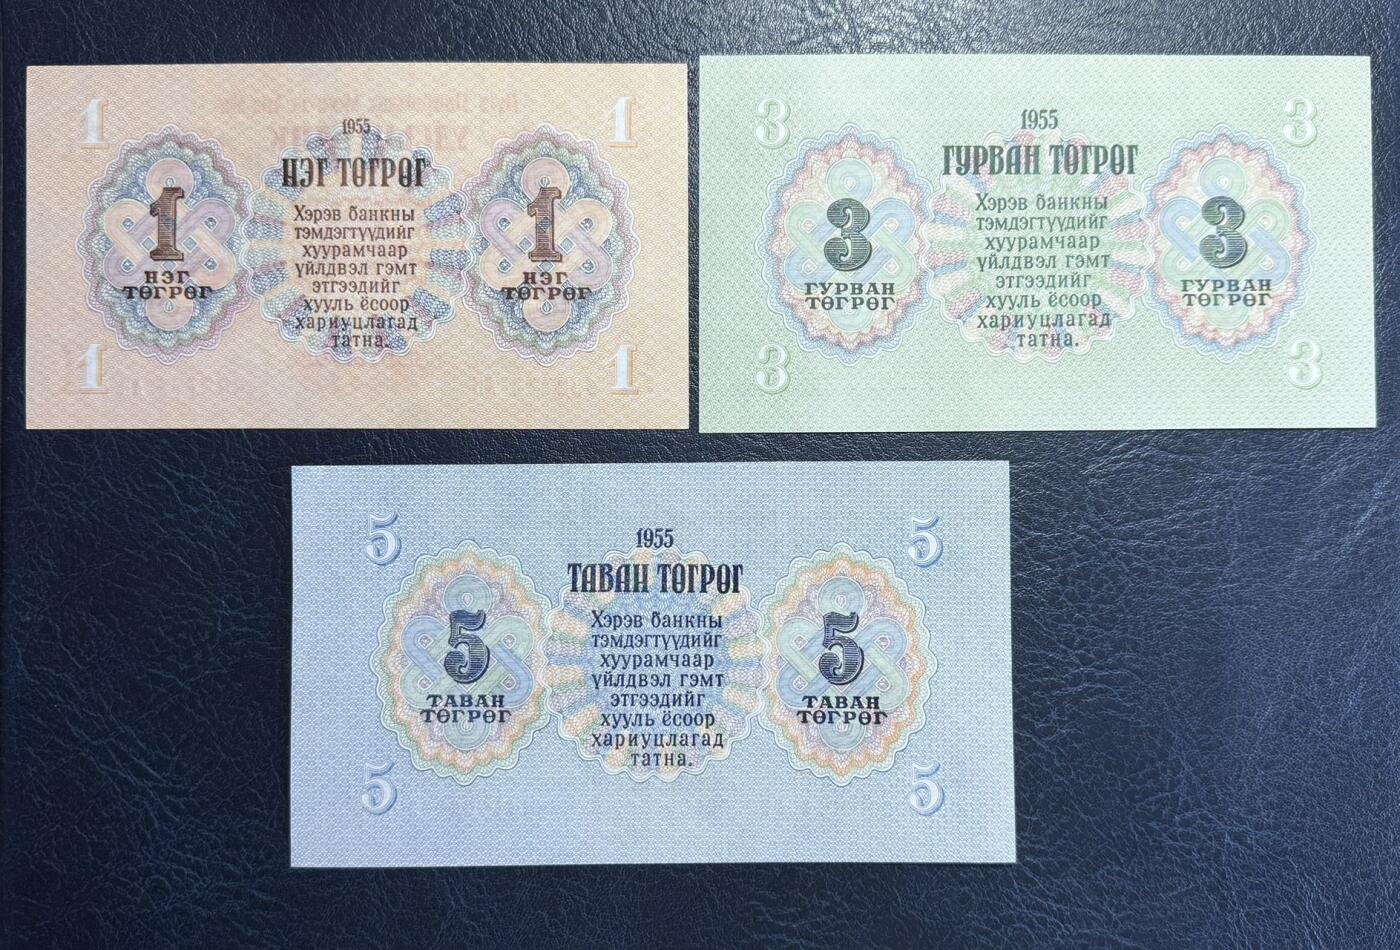 1
1
1955
НЭГ ТӨГРӨГ
Хэрэв банкны
тэмдэгтүүдийг
хуурамчаар
үйлдвэл гэмт
этгээдийг
хууль ёсоор
хариуцлагад
татна.
1
НЭГ
ТӨГРӨГ
1
НЭГ
ТӨГРӨГ
1
1
3
3
1955
ГУРВАН ТӨГРӨГ
Хэрэв банкны
тэмдэгтүүдийг
хуурамчаар
үйлдвэл гэмт
этгээдийг
хууль ёсоор
хариуцлагад
татна.
3
ГУРВАН
ТӨГРӨГ
3
ГУРВАН
ТӨГРӨГ
3
3
5
5
1955
ТАВАН ТӨГРӨГ
Хэрэв банкны
тэмдэгтүүдийг
хуурамчаар
үйлдвэл гэмт
этгээдийг
хууль ёсоор
хариуцлагад
татна.
5
ТАВАН
ТӨГРӨГ
5
ТАВАН
ТӨГРӨГ
5
5